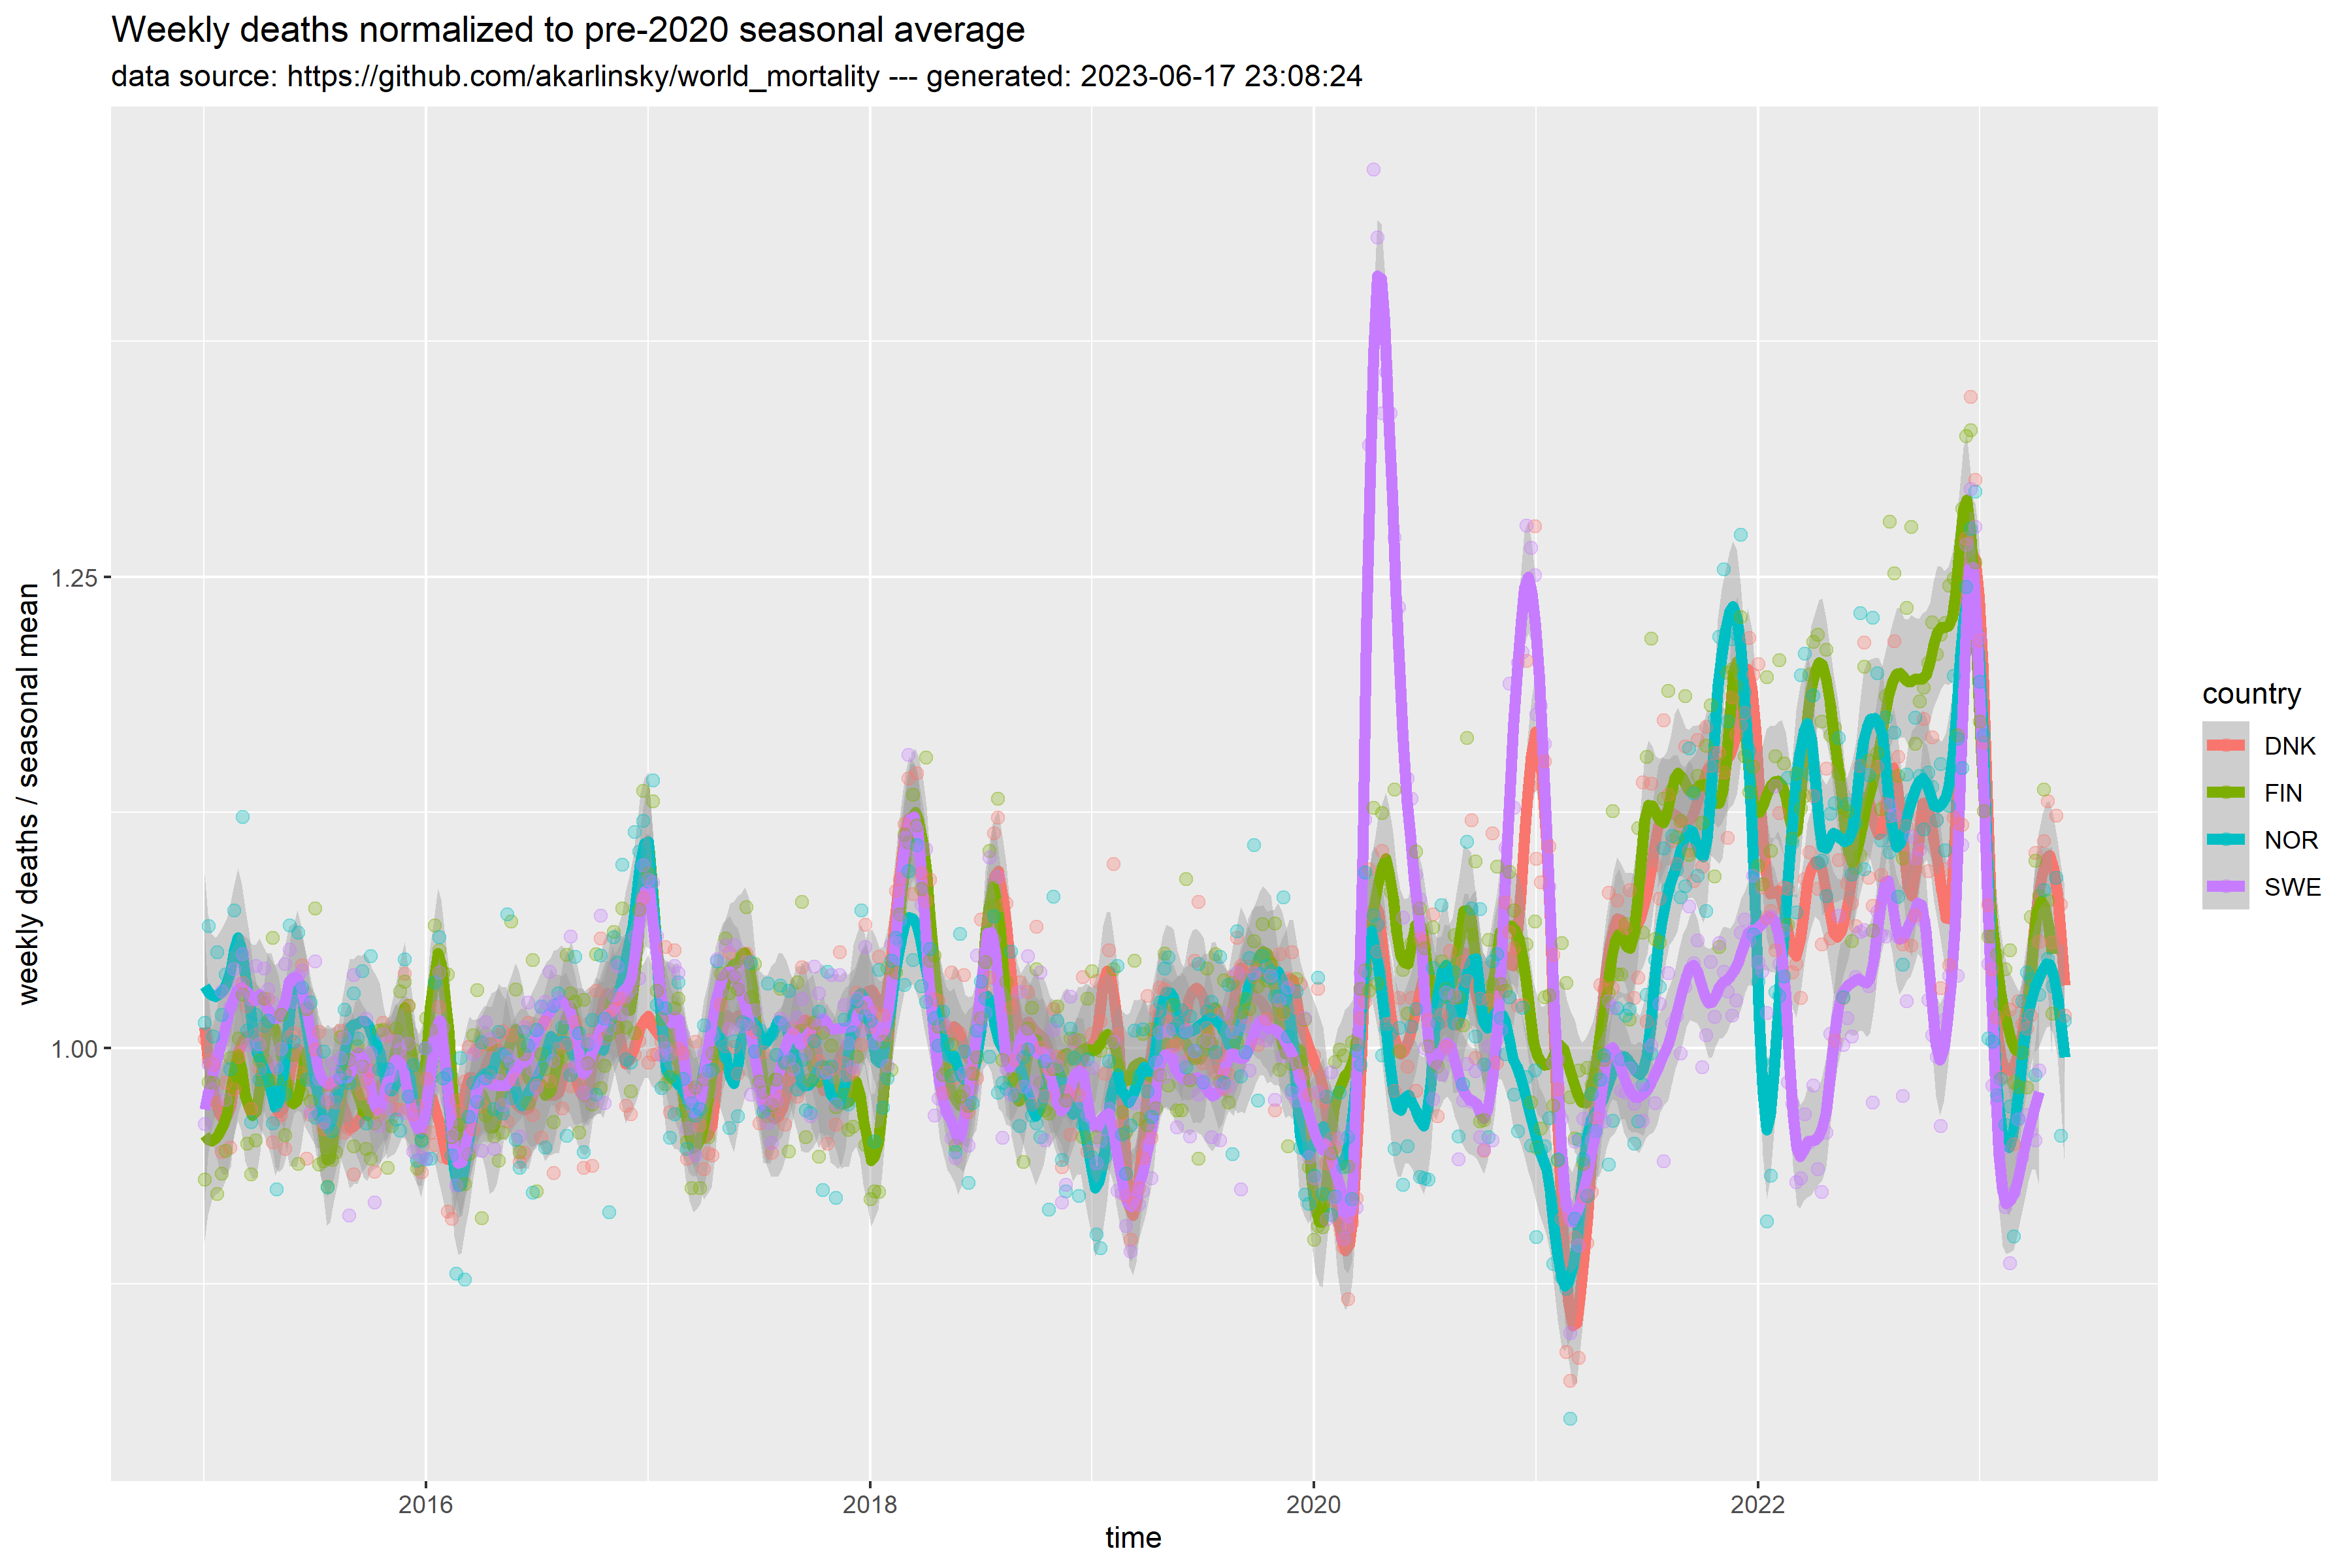 Weekly deaths normalized to pre-2020 seasonal average
data source: https://github.com/akarlinsky/world_mortality --- generated: 2023-06-17 23:08:24
weekly deaths / seasonal mean
1.25
1.00
2016
2018
2020
2022
time
country
DNK
FIN
NOR
SWE